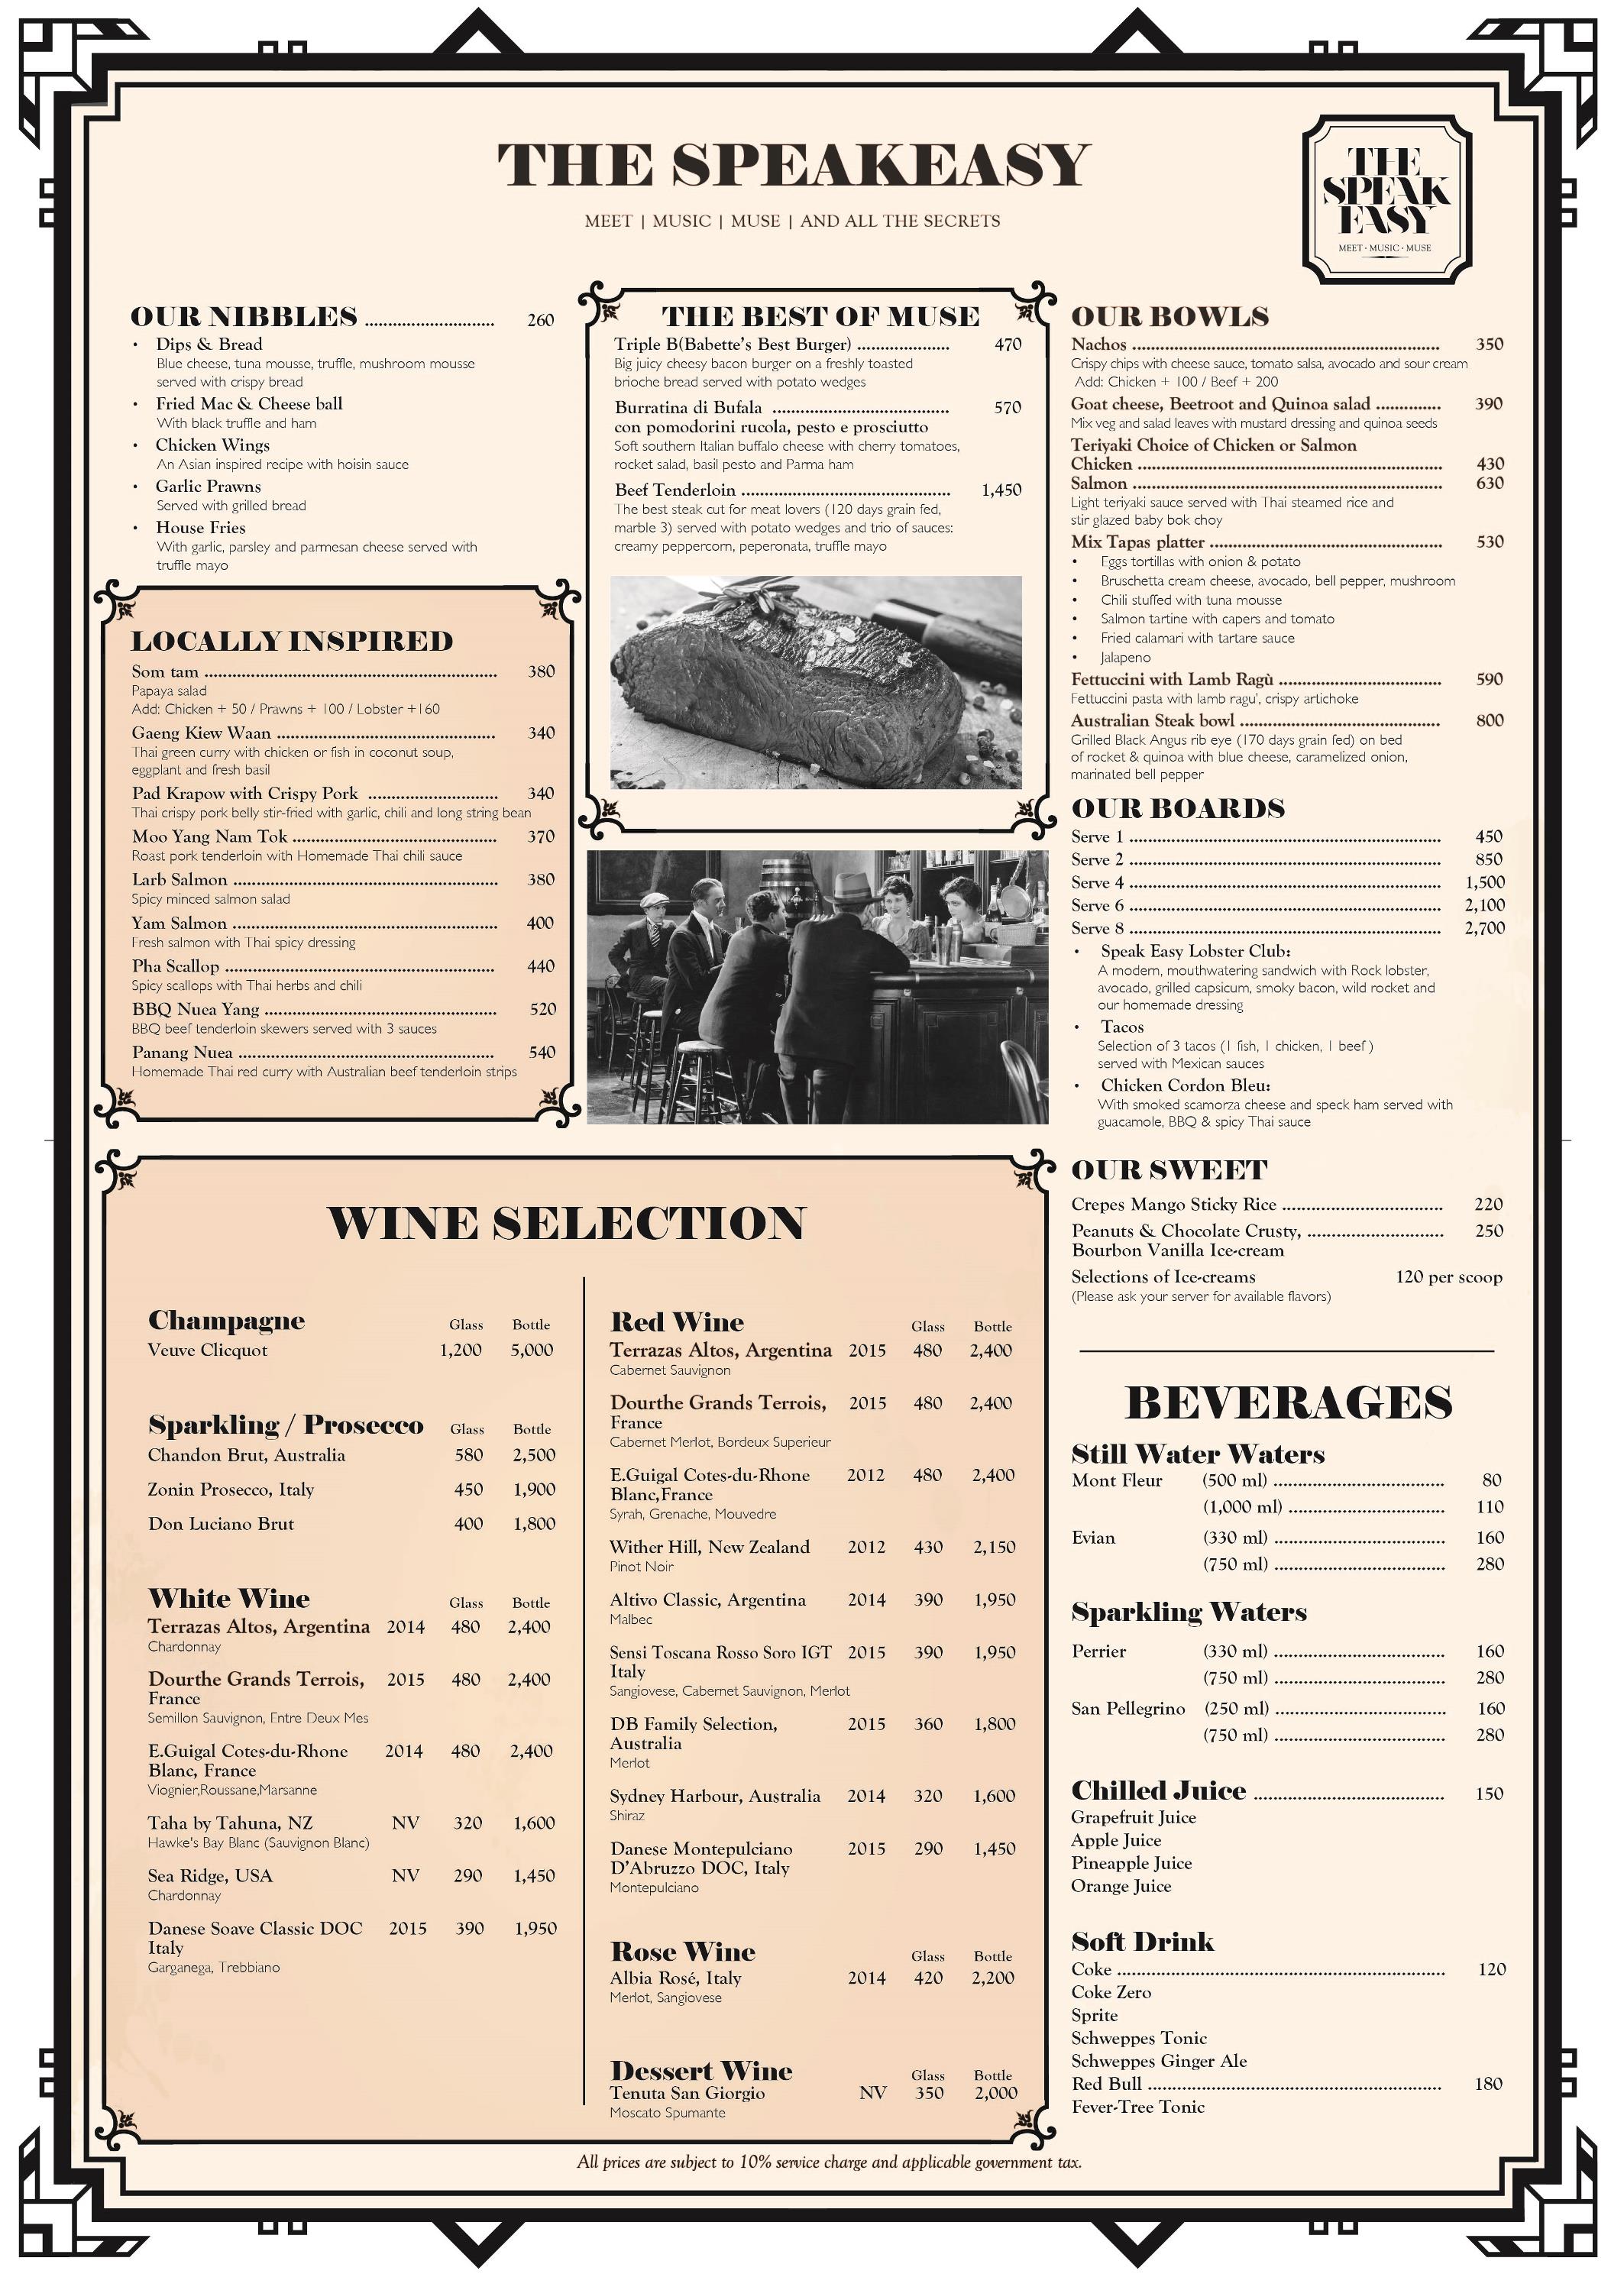 THE SPEAKEASY
MEET | MUSIC | MUSE | AND ALL THE SECRETS
THE
SPEAK
EASY
MEET · MUSIC · MUSE
OUR NIBBLES ............................ 260
• Dips & Bread
Blue cheese, tuna mousse, truffle, mushroom mousse
served with crispy bread
• Fried Mac & Cheese ball
With black truffle and ham
• Chicken Wings
An Asian inspired recipe with hoisin sauce
• Garlic Prawns
Served with grilled bread
• House Fries
With garlic, parsley and parmesan cheese served with
truffle mayo
LOCALLY INSPIRED
Som tam ............................ 380
Papaya salad
Add: Chicken + 50 / Prawns + 100 / Lobster +160
Gaeng Kiew Waan ............................ 340
Thai green curry with chicken or fish in coconut soup,
eggplant and fresh basil
Pad Krapow with Crispy Pork ............................ 340
Thai crispy pork belly stir-fried with garlic, chili and long string bean
Moo Yang Nam Tok ............................ 370
Roast pork tenderloin with Homemade Thai chili sauce
Larb Salmon ............................ 380
Spicy minced salmon salad
Yam Salmon ............................ 400
Fresh salmon with Thai spicy dressing
Pha Scallop ............................ 440
Spicy scallops with Thai herbs and chili
BBQ Nuea Yang ............................ 520
BBQ beef tenderloin skewers served with 3 sauces
Panang Nuea ............................ 540
Homemade Thai red curry with Australian beef tenderloin strips
THE BEST OF MUSE
Triple B(Babette's Best Burger) .................... 470
Big juicy cheesy bacon burger on a freshly toasted
brioche bread served with potato wedges
Burratina di Bufala ............................ 570
con pomodorini rucola, pesto e prosciutto
Soft southern Italian buffalo cheese with cherry tomatoes,
rocket salad, basil pesto and Parma ham
Beef Tenderloin ............................ 1,450
The best steak cut for meat lovers (120 days grain fed,
marble 3) served with potato wedges and trio of sauces:
creamy peppercorn, peperonata, truffle mayo
OUR BOWLS
Nachos ............................ 350
Crispy chips with cheese sauce, tomato salsa, avocado and sour cream
Add: Chicken + 100 / Beef + 200
Goat cheese, Beetroot and Quinoa salad .............. 390
Mix veg and salad leaves with mustard dressing and quinoa seeds
Teriyaki Choice of Chicken or Salmon
Chicken ............................ 430
Salmon ............................ 630
Light teriyaki sauce served with Thai steamed rice and
stir glazed baby bok choy
Mix Tapas platter ............................ 530
• Eggs tortillas with onion & potato
• Bruschetta cream cheese, avocado, bell pepper, mushroom
• Chili stuffed with tuna mousse
• Salmon tartine with capers and tomato
• Fried calamari with tartare sauce
• Jalapeno
Fettuccini with Lamb Ragù ............................ 590
Fettuccini pasta with lamb ragu', crispy artichoke
Australian Steak bowl ............................ 800
Grilled Black Angus rib eye (170 days grain fed) on bed
of rocket & quinoa with blue cheese, caramelized onion,
marinated bell pepper
OUR BOARDS
Serve 1 ............................ 450
Serve 2 ............................ 850
Serve 4 ............................ 1,500
Serve 6 ............................ 2,100
Serve 8 ............................ 2,700
• Speak Easy Lobster Club:
A modern, mouthwatering sandwich with Rock lobster,
avocado, grilled capsicum, smoky bacon, wild rocket and
our homemade dressing
• Tacos
Selection of 3 tacos (1 fish, 1 chicken, 1 beef )
served with Mexican sauces
• Chicken Cordon Bleu:
With smoked scamorza cheese and speck ham served with
guacamole, BBQ & spicy Thai sauce
OUR SWEET
Crepes Mango Sticky Rice ............................ 220
Peanuts & Chocolate Crusty, ............................ 250
Bourbon Vanilla Ice-cream
Selections of Ice-creams 120 per scoop
(Please ask your server for available flavors)
WINE SELECTION
Champagne Glass Bottle
Veuve Clicquot 1,200 5,000
Sparkling / Prosecco Glass Bottle
Chandon Brut, Australia 580 2,500
Zonin Prosecco, Italy 450 1,900
Don Luciano Brut 400 1,800
White Wine Glass Bottle
Terrazas Altos, Argentina 2014 480 2,400
Chardonnay
Dourthe Grands Terrois, 2015 480 2,400
France
Semillon Sauvignon, Entre Deux Mes
E.Guigal Cotes-du-Rhone 2014 480 2,400
Blanc, France
Viognier,Roussane,Marsanne
Taha by Tahuna, NZ NV 320 1,600
Hawke's Bay Blanc (Sauvignon Blanc)
Sea Ridge, USA NV 290 1,450
Chardonnay
Danese Soave Classic DOC 2015 390 1,950
Italy
Garganega, Trebbiano
Red Wine Glass Bottle
Terrazas Altos, Argentina 2015 480 2,400
Cabernet Sauvignon
Dourthe Grands Terrois, 2015 480 2,400
France
Cabernet Merlot, Bordeux Superieur
E.Guigal Cotes-du-Rhone 2012 480 2,400
Blanc,France
Syrah, Grenache, Mouvedre
Wither Hill, New Zealand 2012 430 2,150
Pinot Noir
Altivo Classic, Argentina 2014 390 1,950
Malbec
Sensi Toscana Rosso Soro IGT 2015 390 1,950
Italy
Sangiovese, Cabernet Sauvignon, Merlot
DB Family Selection, 2015 360 1,800
Australia
Merlot
Sydney Harbour, Australia 2014 320 1,600
Shiraz
Danese Montepulciano 2015 290 1,450
D'Abruzzo DOC, Italy
Montepulciano
Rose Wine Glass Bottle
Albia Rosé, Italy 2014 420 2,200
Merlot, Sangiovese
Dessert Wine Glass Bottle
Tenuta San Giorgio NV 350 2,000
Moscato Spumante
BEVERAGES
Still Water Waters
Mont Fleur (500 ml) ............................ 80
(1,000 ml) ............................ 110
Evian (330 ml) ............................ 160
(750 ml) ............................ 280
Sparkling Waters
Perrier (330 ml) ............................ 160
(750 ml) ............................ 280
San Pellegrino (250 ml) ............................ 160
(750 ml) ............................ 280
Chilled Juice ............................ 150
Grapefruit Juice
Apple Juice
Pineapple Juice
Orange Juice
Soft Drink
Coke ............................ 120
Coke Zero
Sprite
Schweppes Tonic
Schweppes Ginger Ale
Red Bull ............................ 180
Fever-Tree Tonic
All prices are subject to 10% service charge and applicable government tax.